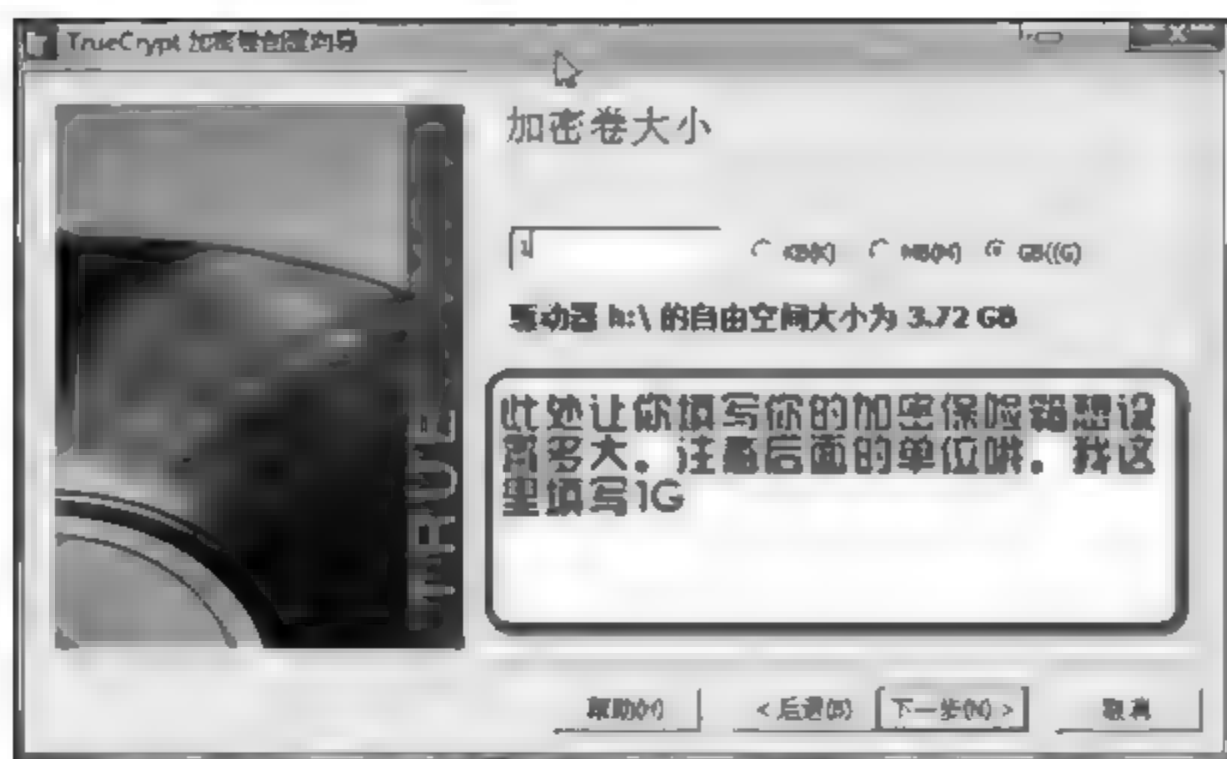 TrueCrypt 加密卷创建向导
加密卷大小
1
KB(K) MB(M) GB((G)
驱动器 h:\ 的自由空间大小为 3.72 GB
此处让你填写你的加密保险箱想设
置多大。注意后面的单位哦。我这
里填写1G
TRUE
帮助(H) < 后退(B) 下一步(N) > 取消